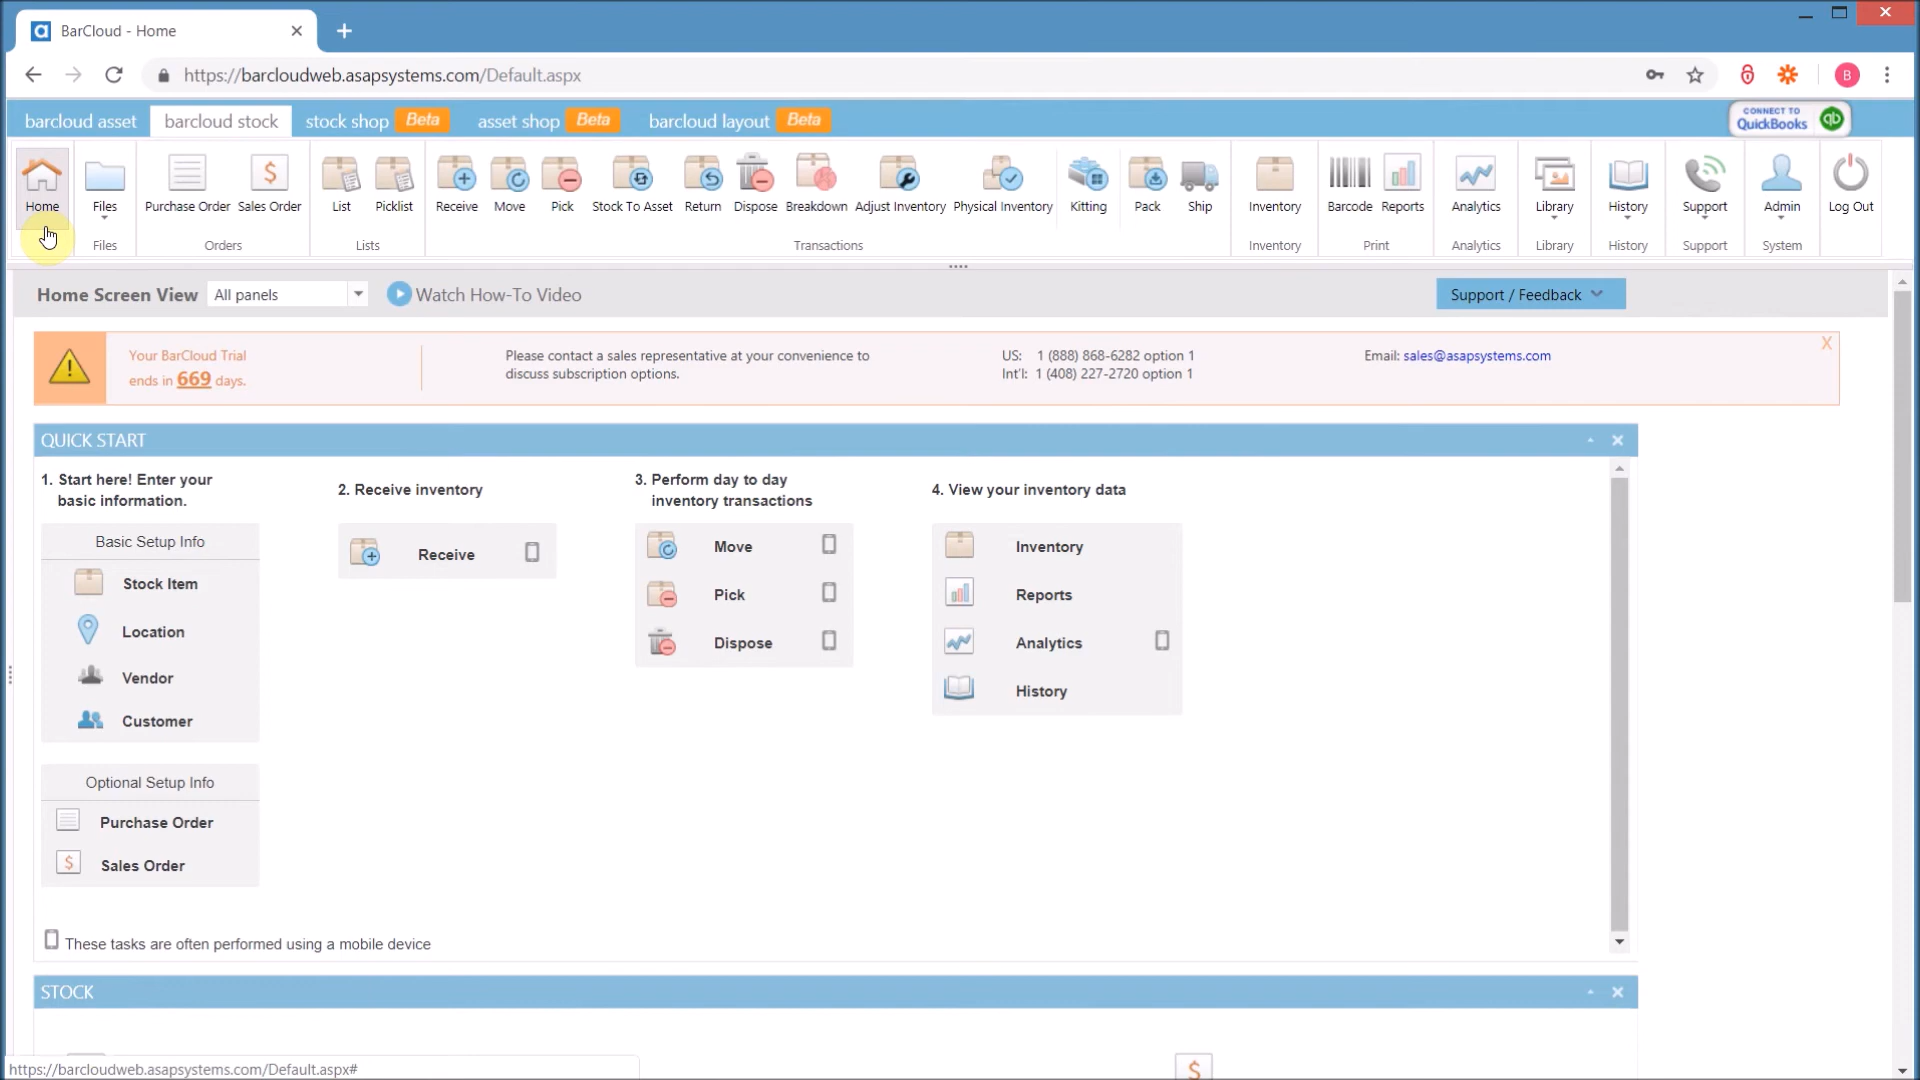 BarCloud - Home
https://barcloudweb.asapsystems.com/Default.aspx
B
barcloud asset barcloud stock stock shop Beta asset shop Beta barcloud layout Beta CONNECT TO QuickBooks qb
Home Files Purchase Order Sales Order List Picklist Receive Move Pick Stock To Asset Return Dispose Breakdown Adjust Inventory Physical Inventory Kitting Pack Ship Inventory Barcode Reports Analytics Library History Support Admin Log Out
Files Orders Lists Transactions Inventory Print Analytics Library History Support System
Home Screen View All panels Watch How-To Video Support / Feedback
Your BarCloud Trial
ends in 669 days.
Please contact a sales representative at your convenience to
discuss subscription options.
US: 1 (888) 868-6282 option 1
Int'l: 1 (408) 227-2720 option 1
Email: sales@asapsystems.com
X
QUICK START
1. Start here! Enter your
basic information.
Basic Setup Info
Stock Item
Location
Vendor
Customer
Optional Setup Info
Purchase Order
Sales Order
2. Receive inventory
Receive
3. Perform day to day
inventory transactions
Move
Pick
Dispose
4. View your inventory data
Inventory
Reports
Analytics
History
These tasks are often performed using a mobile device
STOCK
https://barcloudweb.asapsystems.com/Default.aspx#